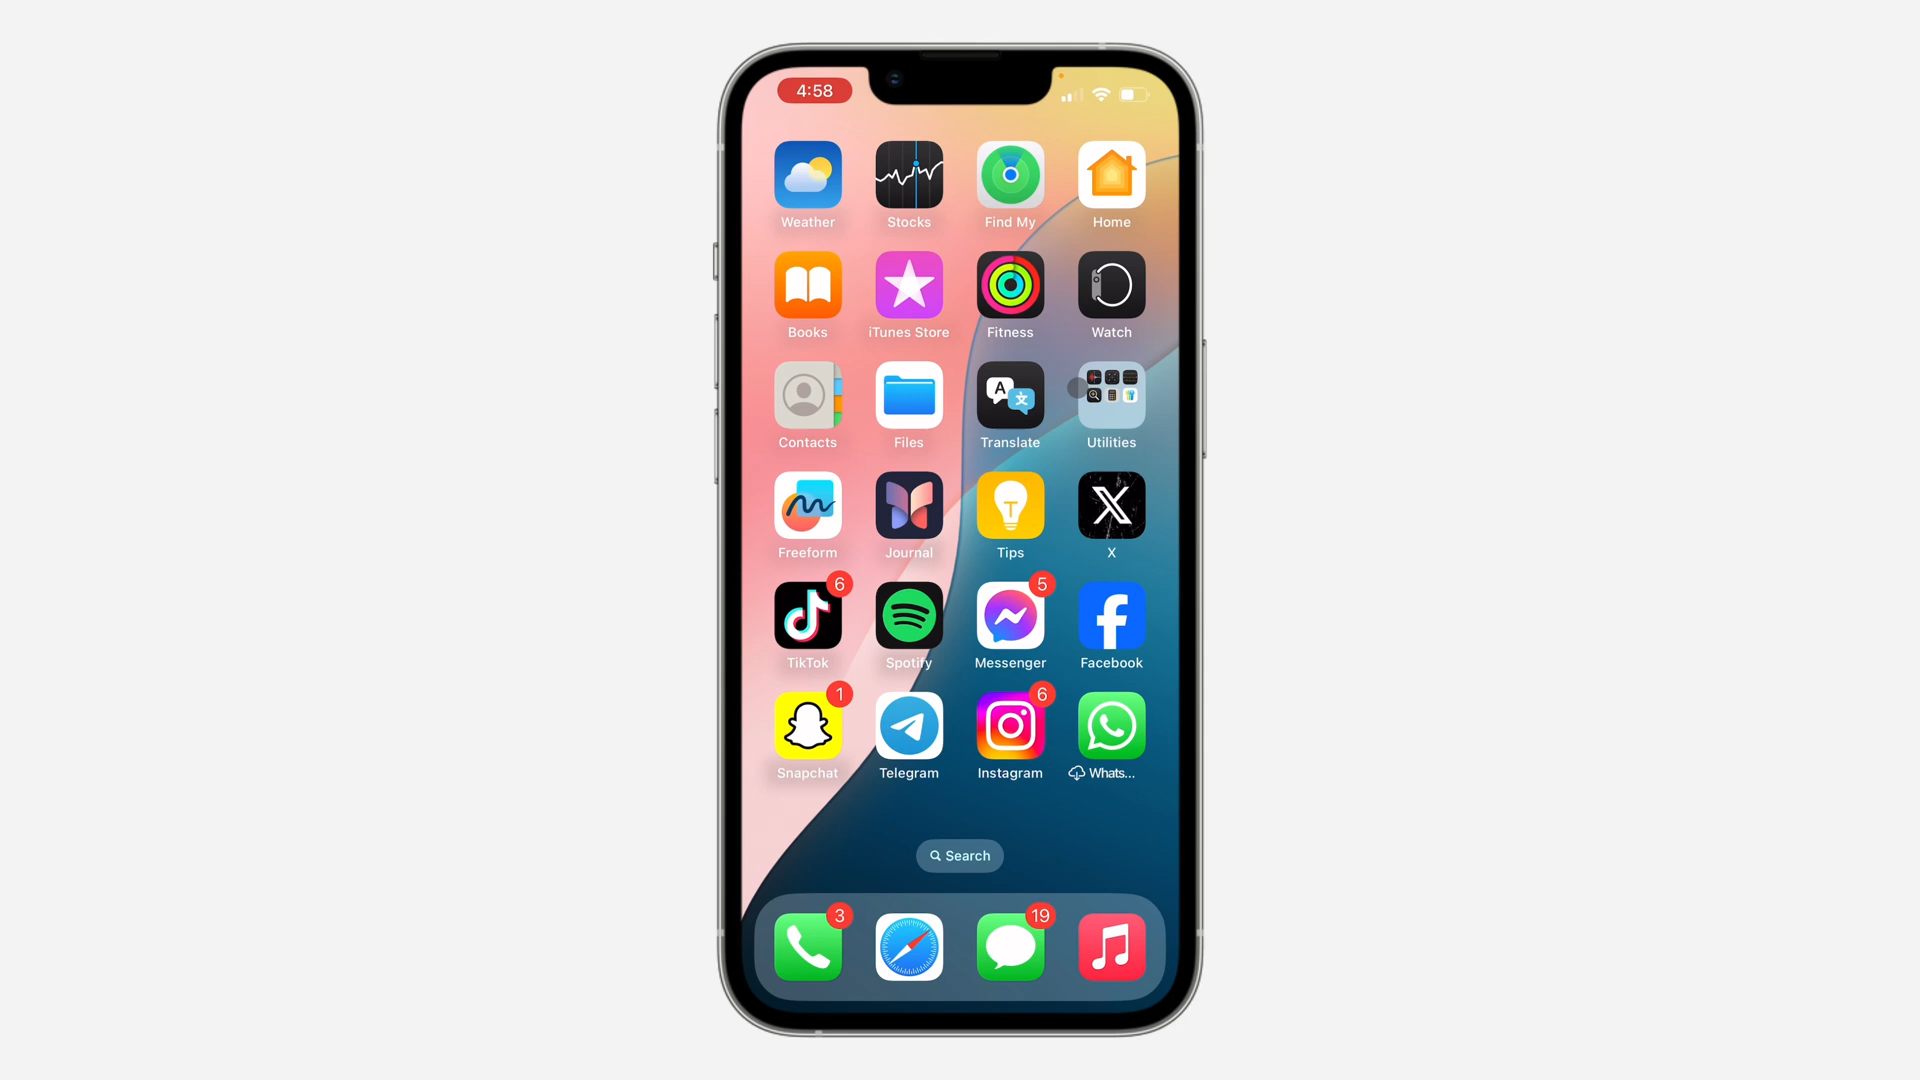 4:58
Weather Stocks Find My Home
Books iTunes Store Fitness Watch
A 文
Contacts Files Translate Utilities
T
Freeform Journal Tips X
6 5
TikTok Spotify Messenger Facebook
1 6
Snapchat Telegram Instagram Whats...
Search
3 19